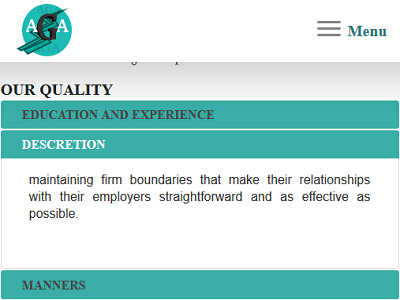 AGA
Menu
OUR QUALITY
EDUCATION AND EXPERIENCE
DESCRETION
maintaining firm boundaries that make their relationships
with their employers straightforward and as effective as
possible.
MANNERS